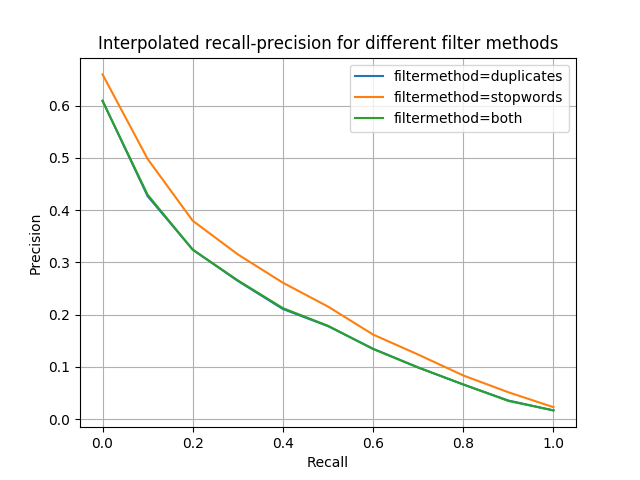 Interpolated recall-precision for different filter methods
filtermethod=duplicates
filtermethod=stopwords
filtermethod=both
Precision
0.6
0.5
0.4
0.3
0.2
0.1
0.0
0.0 0.2 0.4 0.6 0.8 1.0
Recall